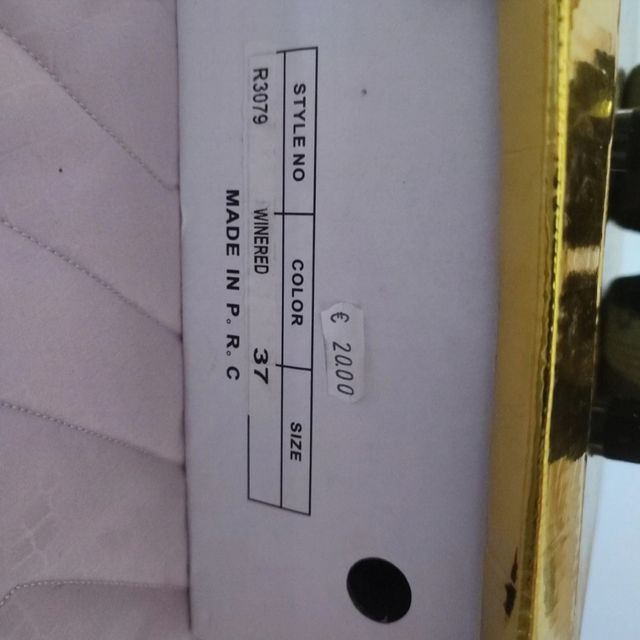 € 20.00
STYLE NO COLOR SIZE
R3079 WINERED 37
MADE IN P. R. C